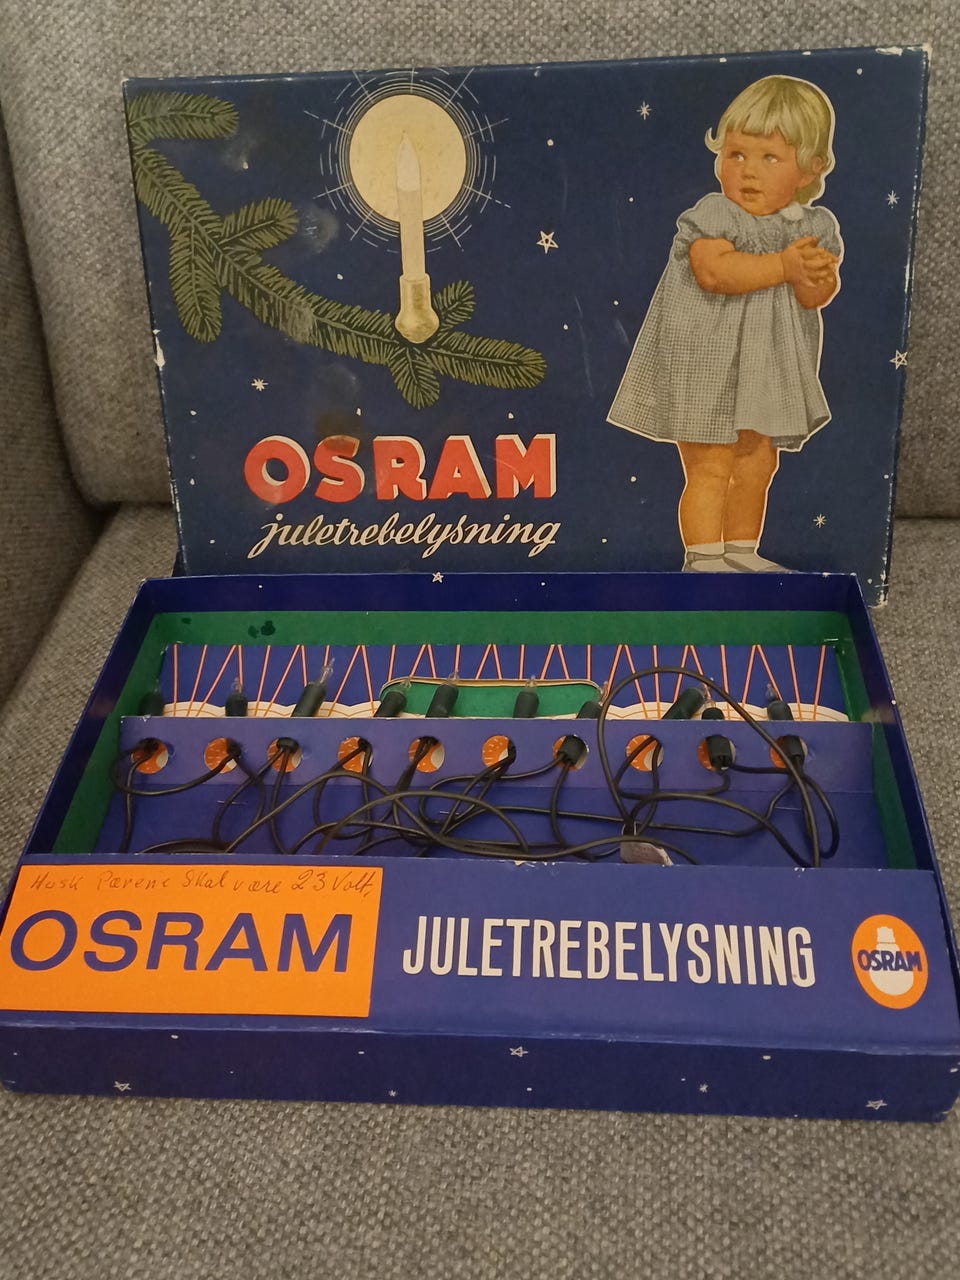 OSRAM
juletrebelysning
Husk Pærene Skal være 23 Volt,
OSRAM
JULETREBELYSNING
OSRAM